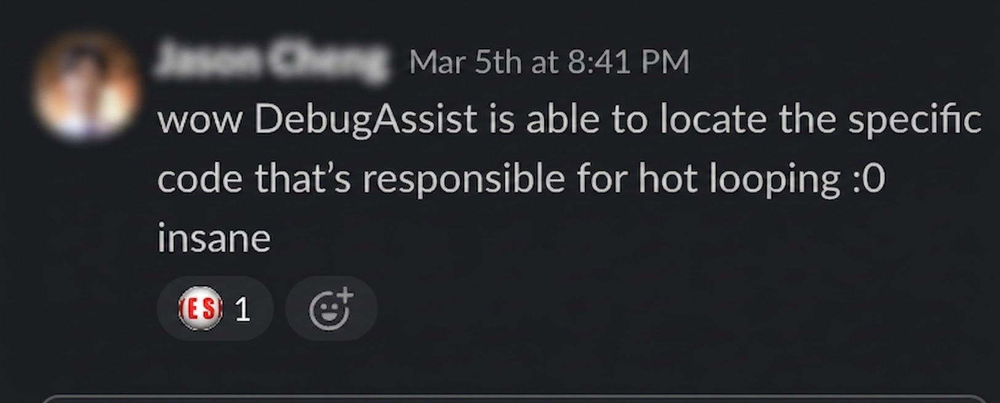 Mar 5th at 8:41 PM
wow DebugAssist is able to locate the specific
code that’s responsible for hot looping :0
insane
ES 1